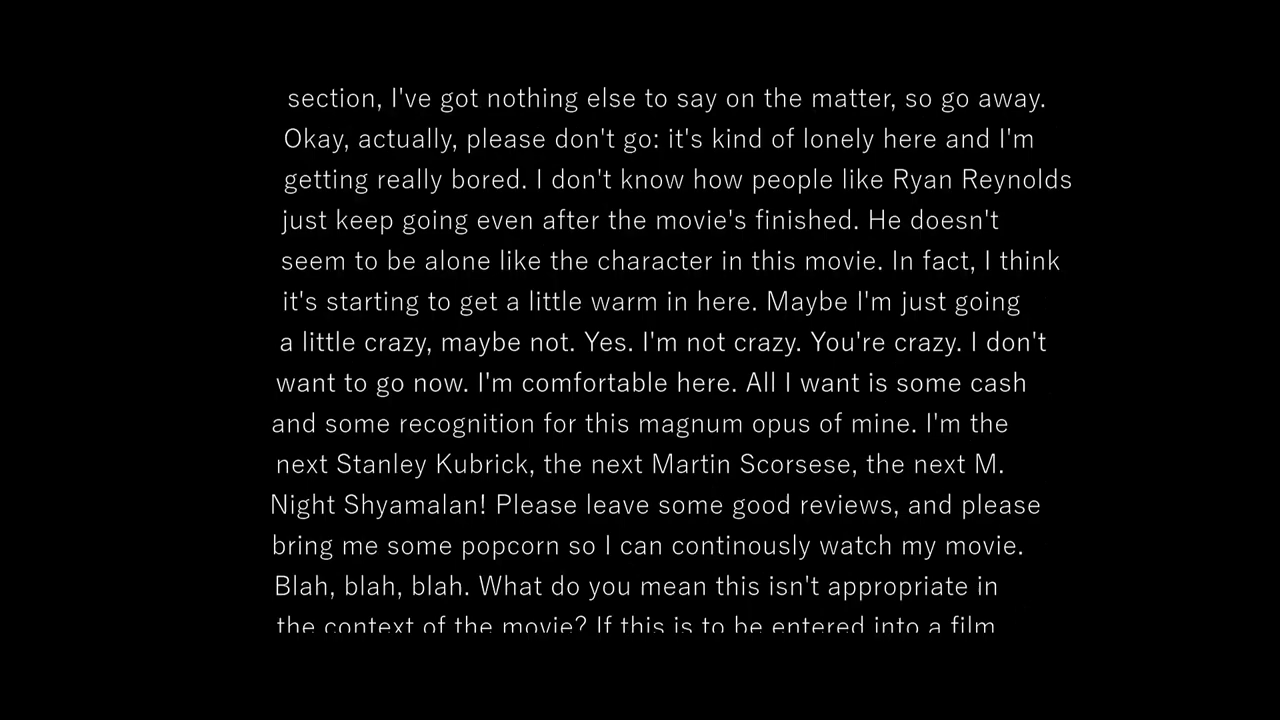 section, I've got nothing else to say on the matter, so go away.
Okay, actually, please don't go: it's kind of lonely here and I'm
getting really bored. I don't know how people like Ryan Reynolds
just keep going even after the movie's finished. He doesn't
seem to be alone like the character in this movie. In fact, I think
it's starting to get a little warm in here. Maybe I'm just going
a little crazy, maybe not. Yes. I'm not crazy. You're crazy. I don't
want to go now. I'm comfortable here. All I want is some cash
and some recognition for this magnum opus of mine. I'm the
next Stanley Kubrick, the next Martin Scorsese, the next M.
Night Shyamalan! Please leave some good reviews, and please
bring me some popcorn so I can continously watch my movie.
Blah, blah, blah. What do you mean this isn't appropriate in
the context of the movie? If this is to be entered into a film